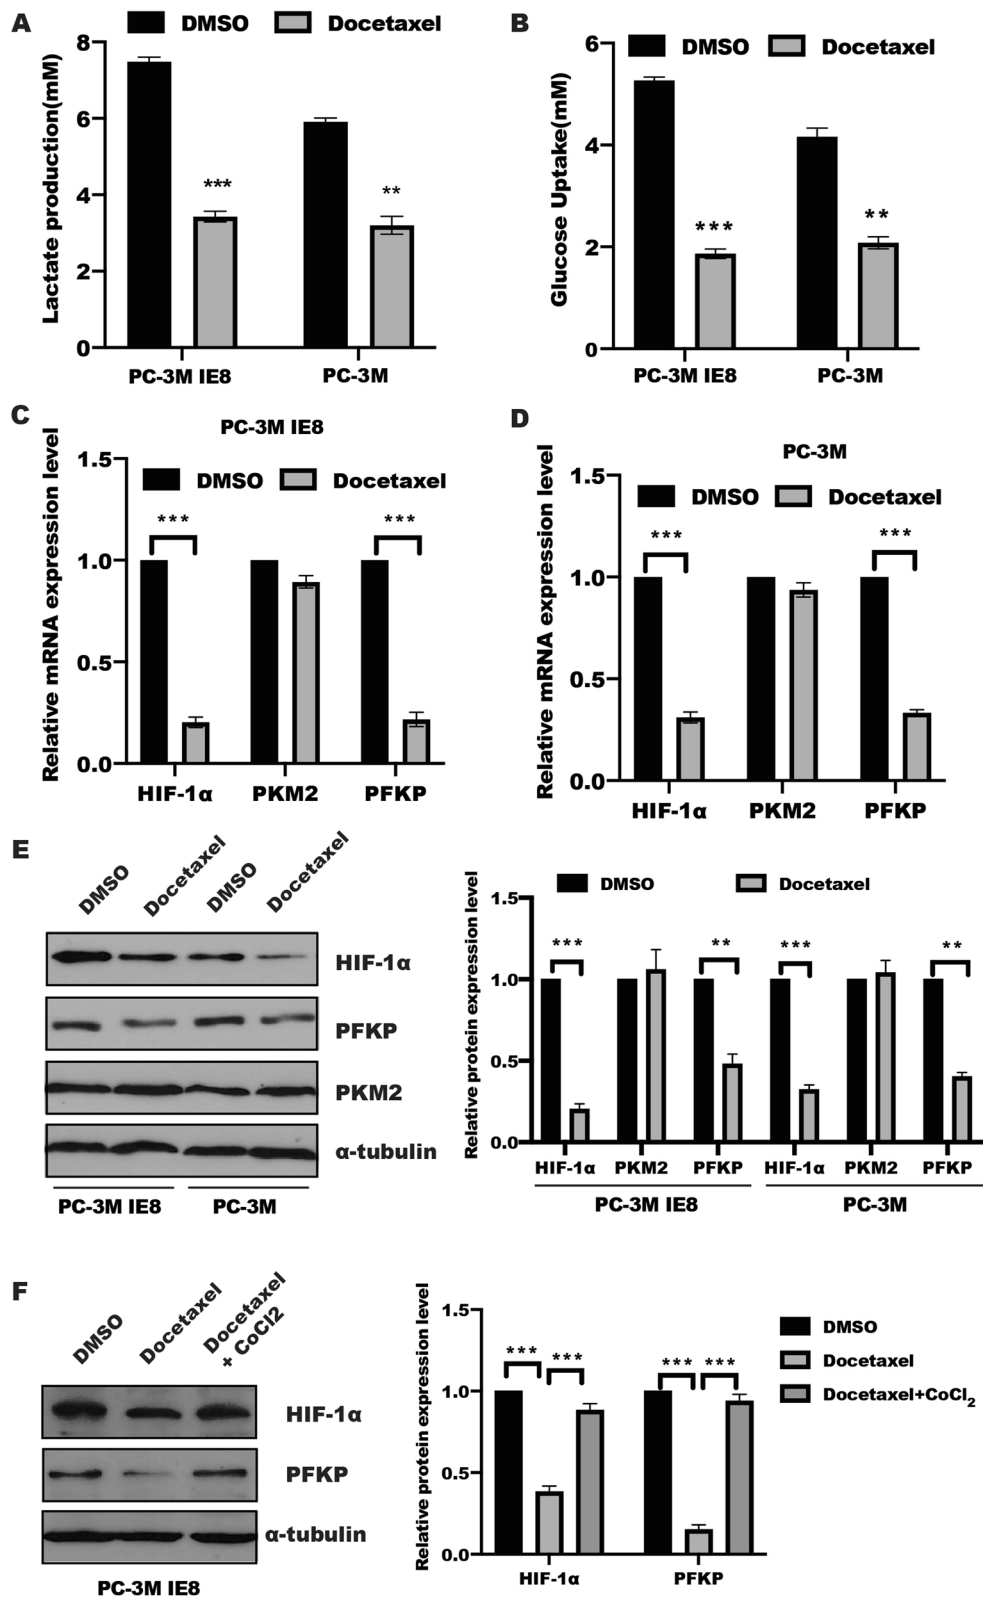 A
DMSO Docetaxel
Lactate production(mM)
8
6
4
2
0
***
**
PC-3M IE8 PC-3M
B
DMSO Docetaxel
Glucose Uptake(mM)
6
4
2
0
***
**
PC-3M IE8 PC-3M
C
PC-3M IE8
DMSO Docetaxel
Relative mRNA expression level
1.5
1.0
0.5
0.0
*** ***
HIF-1α PKM2 PFKP
D
PC-3M
DMSO Docetaxel
Relative mRNA expression level
1.5
1.0
0.5
0.0
*** ***
HIF-1α PKM2 PFKP
E
DMSO Docetaxel DMSO Docetaxel
HIF-1α
PFKP
PKM2
α-tubulin
PC-3M IE8 PC-3M
DMSO Docetaxel
Relative protein expression level
1.5
1.0
0.5
0.0
*** ** *** **
HIF-1α PKM2 PFKP HIF-1α PKM2 PFKP
PC-3M IE8 PC-3M
F
DMSO Docetaxel Docetaxel
+ CoCl2
HIF-1α
PFKP
α-tubulin
PC-3M IE8
Relative protein expression level
1.5
1.0
0.5
0.0
*** *** *** ***
HIF-1α PFKP
DMSO
Docetaxel
Docetaxel+CoCl2